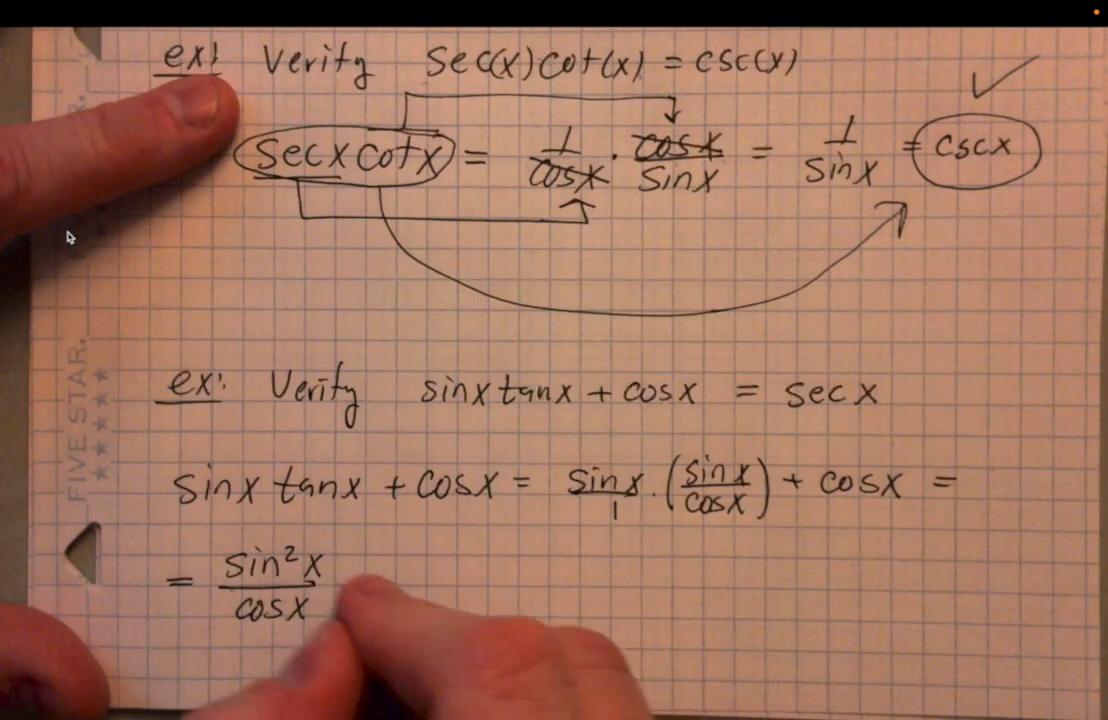 ex: Verify sec(x)cot(x) = csc(x)
secx cotx = 1/cosx · cosx/sinx = 1/sinx = cscx
ex: Verify sinx tanx + cosx = secx
sinx tanx + cosx = sinx/1 · (sinx/cosx) + cosx =
= sin²x/cosx
FIVE STAR.